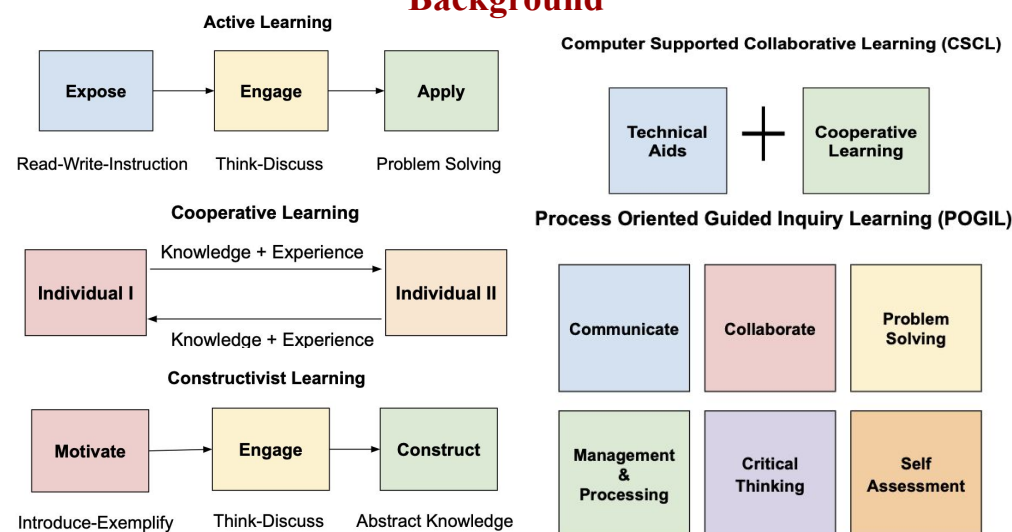 Background
Active Learning
Expose
Engage
Apply
Read-Write-Instruction
Think-Discuss
Problem Solving
Cooperative Learning
Individual I
Knowledge + Experience
Individual II
Knowledge + Experience
Constructivist Learning
Motivate
Engage
Construct
Introduce-Exemplify
Think-Discuss
Abstract Knowledge
Computer Supported Collaborative Learning (CSCL)
Technical
Aids
Cooperative
Learning
Process Oriented Guided Inquiry Learning (POGIL)
Communicate
Collaborate
Problem
Solving
Management
&
Processing
Critical
Thinking
Self
Assessment